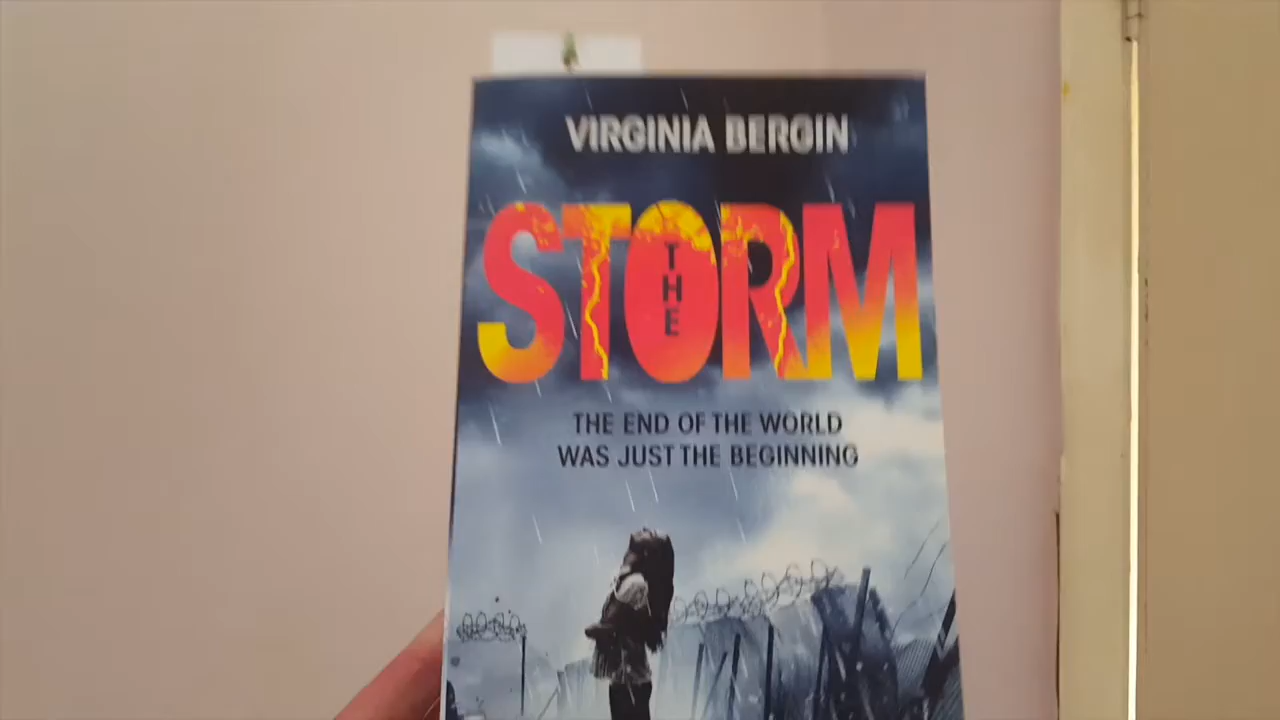 VIRGINIA BERGIN
STORM
THE
THE END OF THE WORLD
WAS JUST THE BEGINNING